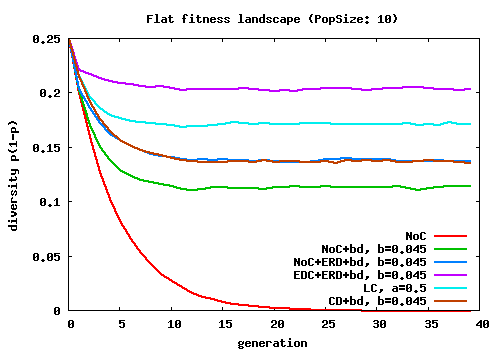 Flat fitness landscape (PopSize: 10)
0.25
0.2
0.15
0.1
0.05
0
diversity p(1-p)
NoC
NoC+bd, b=0.045
NoC+ERD+bd, b=0.045
EDC+ERD+bd, b=0.045
LC, a=0.5
CD+bd, b=0.045
0 5 10 15 20 25 30 35 40
generation